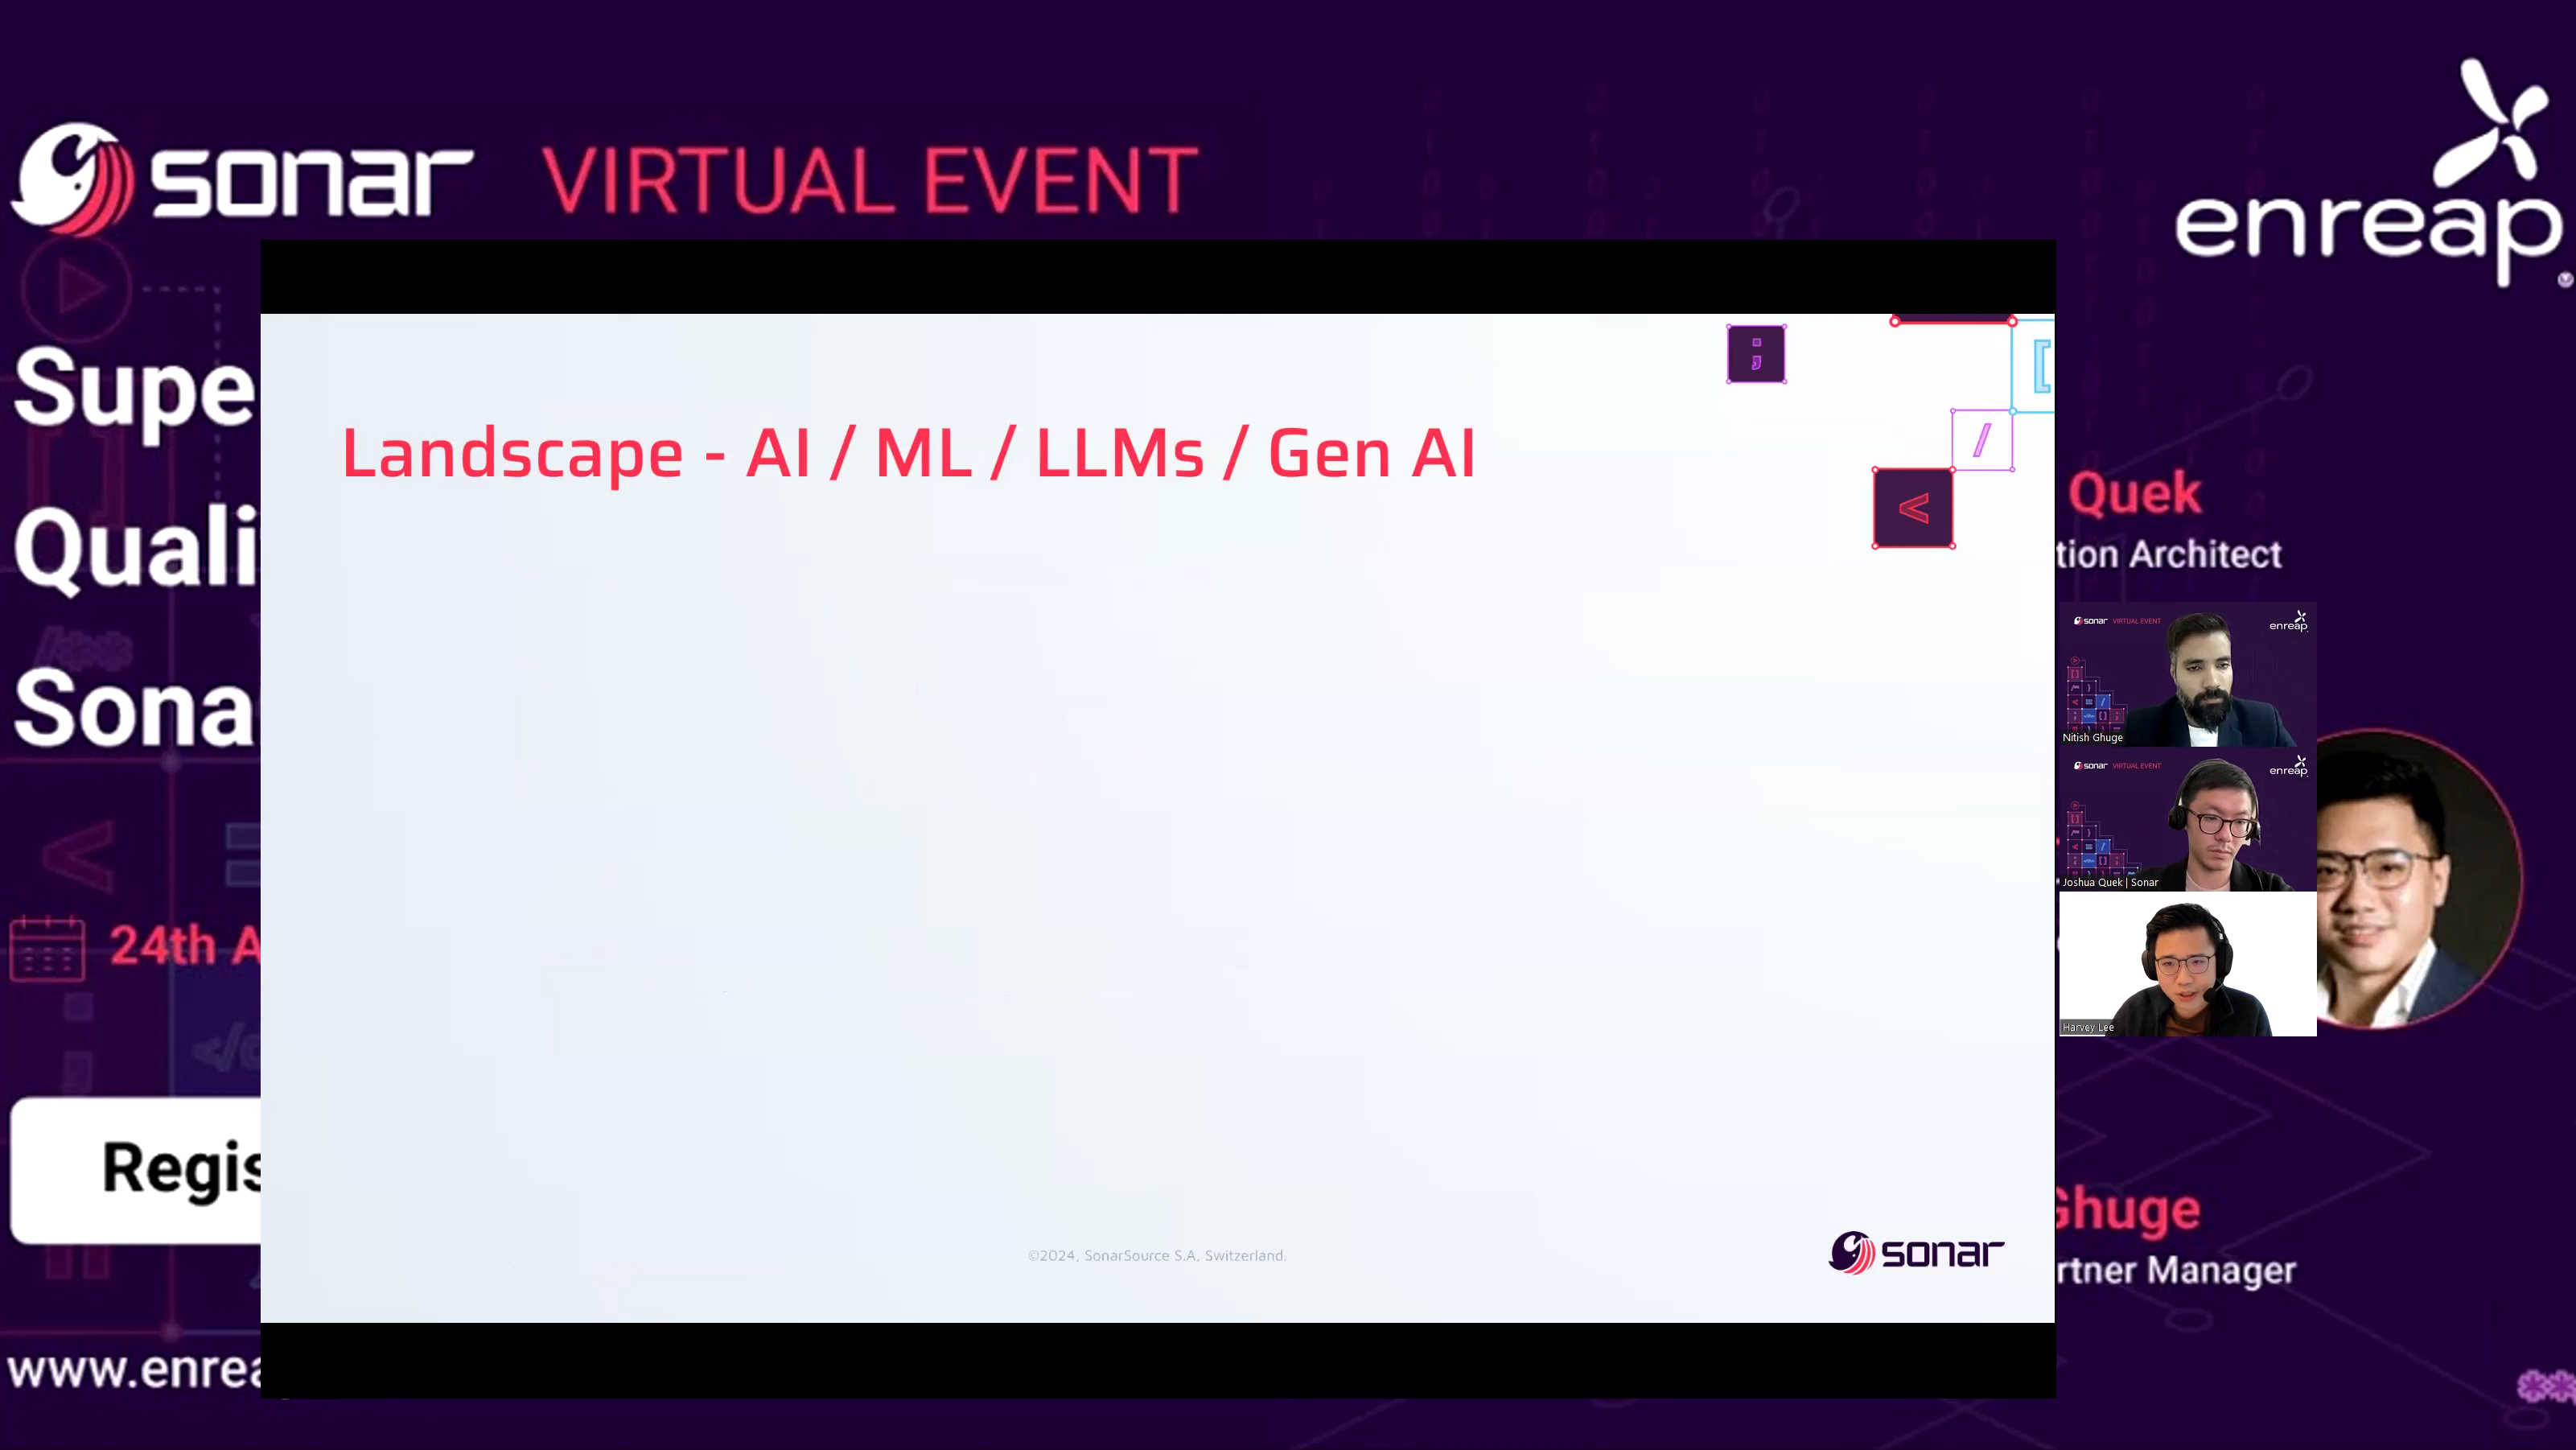 sonar VIRTUAL EVENT
enreap
Supe
Quali
Sona
24th A
Regis
www.enrea
Landscape - AI / ML / LLMs / Gen AI
;
[
/
<
©2024, SonarSource S.A, Switzerland.
sonar
Quek
tion Architect
sonar VIRTUAL EVENT
enreap
Nitish Ghuge
sonar VIRTUAL EVENT
enreap
Joshua Quek | Sonar
Harvey Lee
Ghuge
rtner Manager